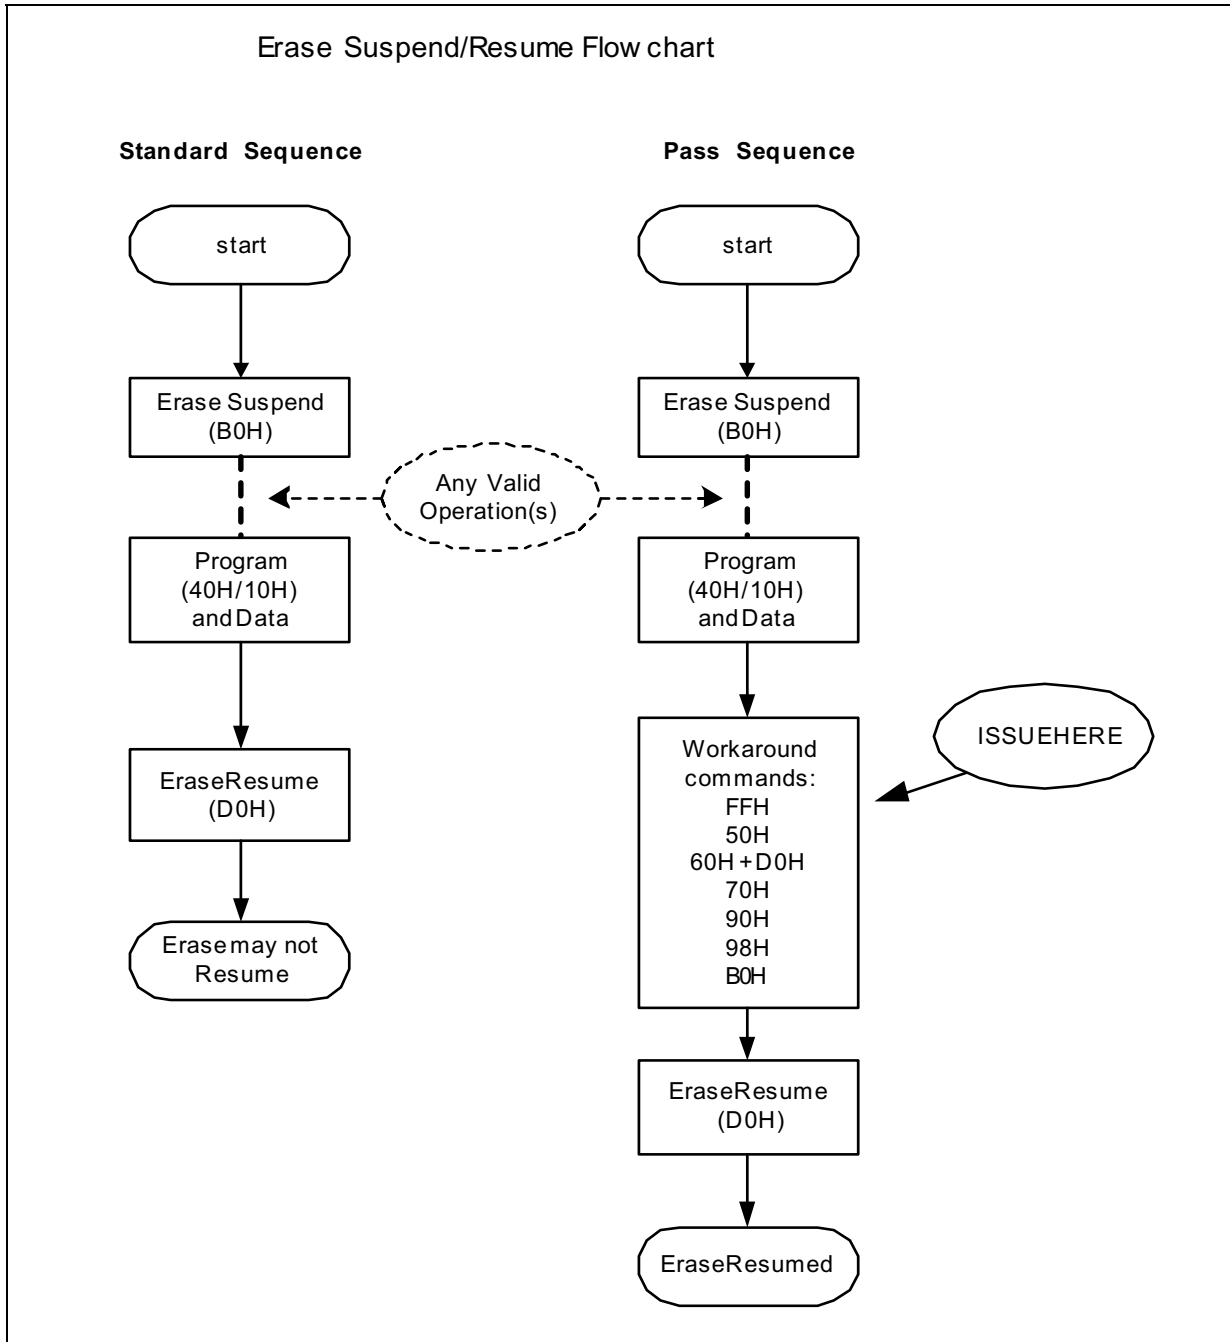 Erase Suspend/Resume Flow chart
Standard Sequence
start
Erase Suspend
(B0H)
Program
(40H/10H)
and Data
EraseResume
(D0H)
Erase may not
Resume
Any Valid
Operation(s)
Pass Sequence
start
Erase Suspend
(B0H)
Program
(40H/10H)
and Data
Workaround
commands:
FFH
50H
60H + D0H
70H
90H
98H
B0H
ISSUEHERE
EraseResume
(D0H)
EraseResumed